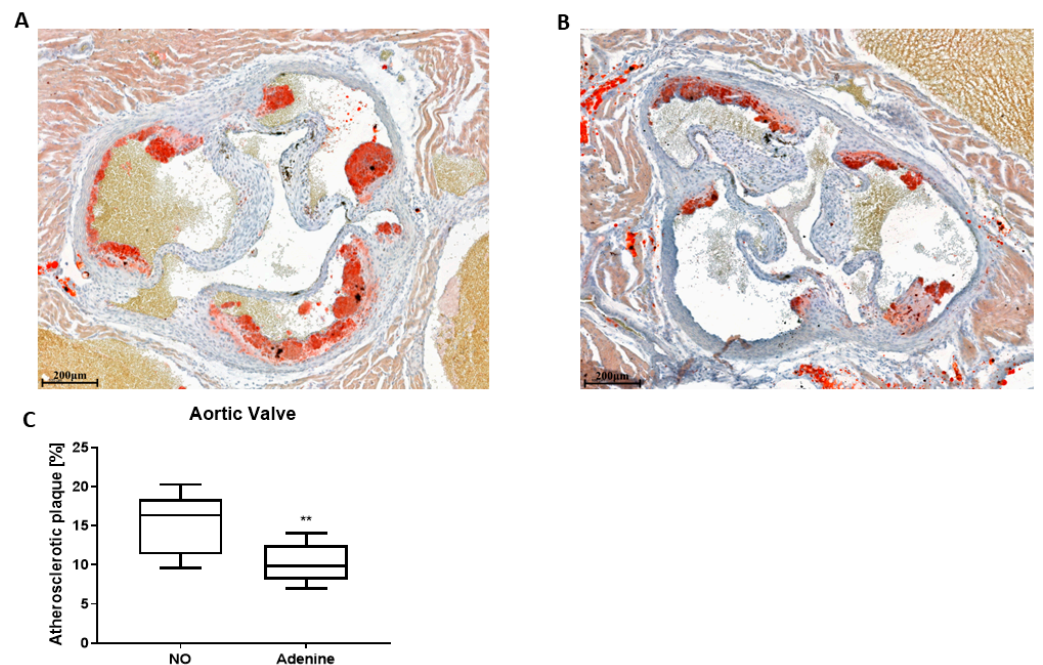 A
B
200μm
200μm
C
Aortic Valve
Atherosclerotic plaque [%]
25
20
15
10
5
0
**
NO
Adenine